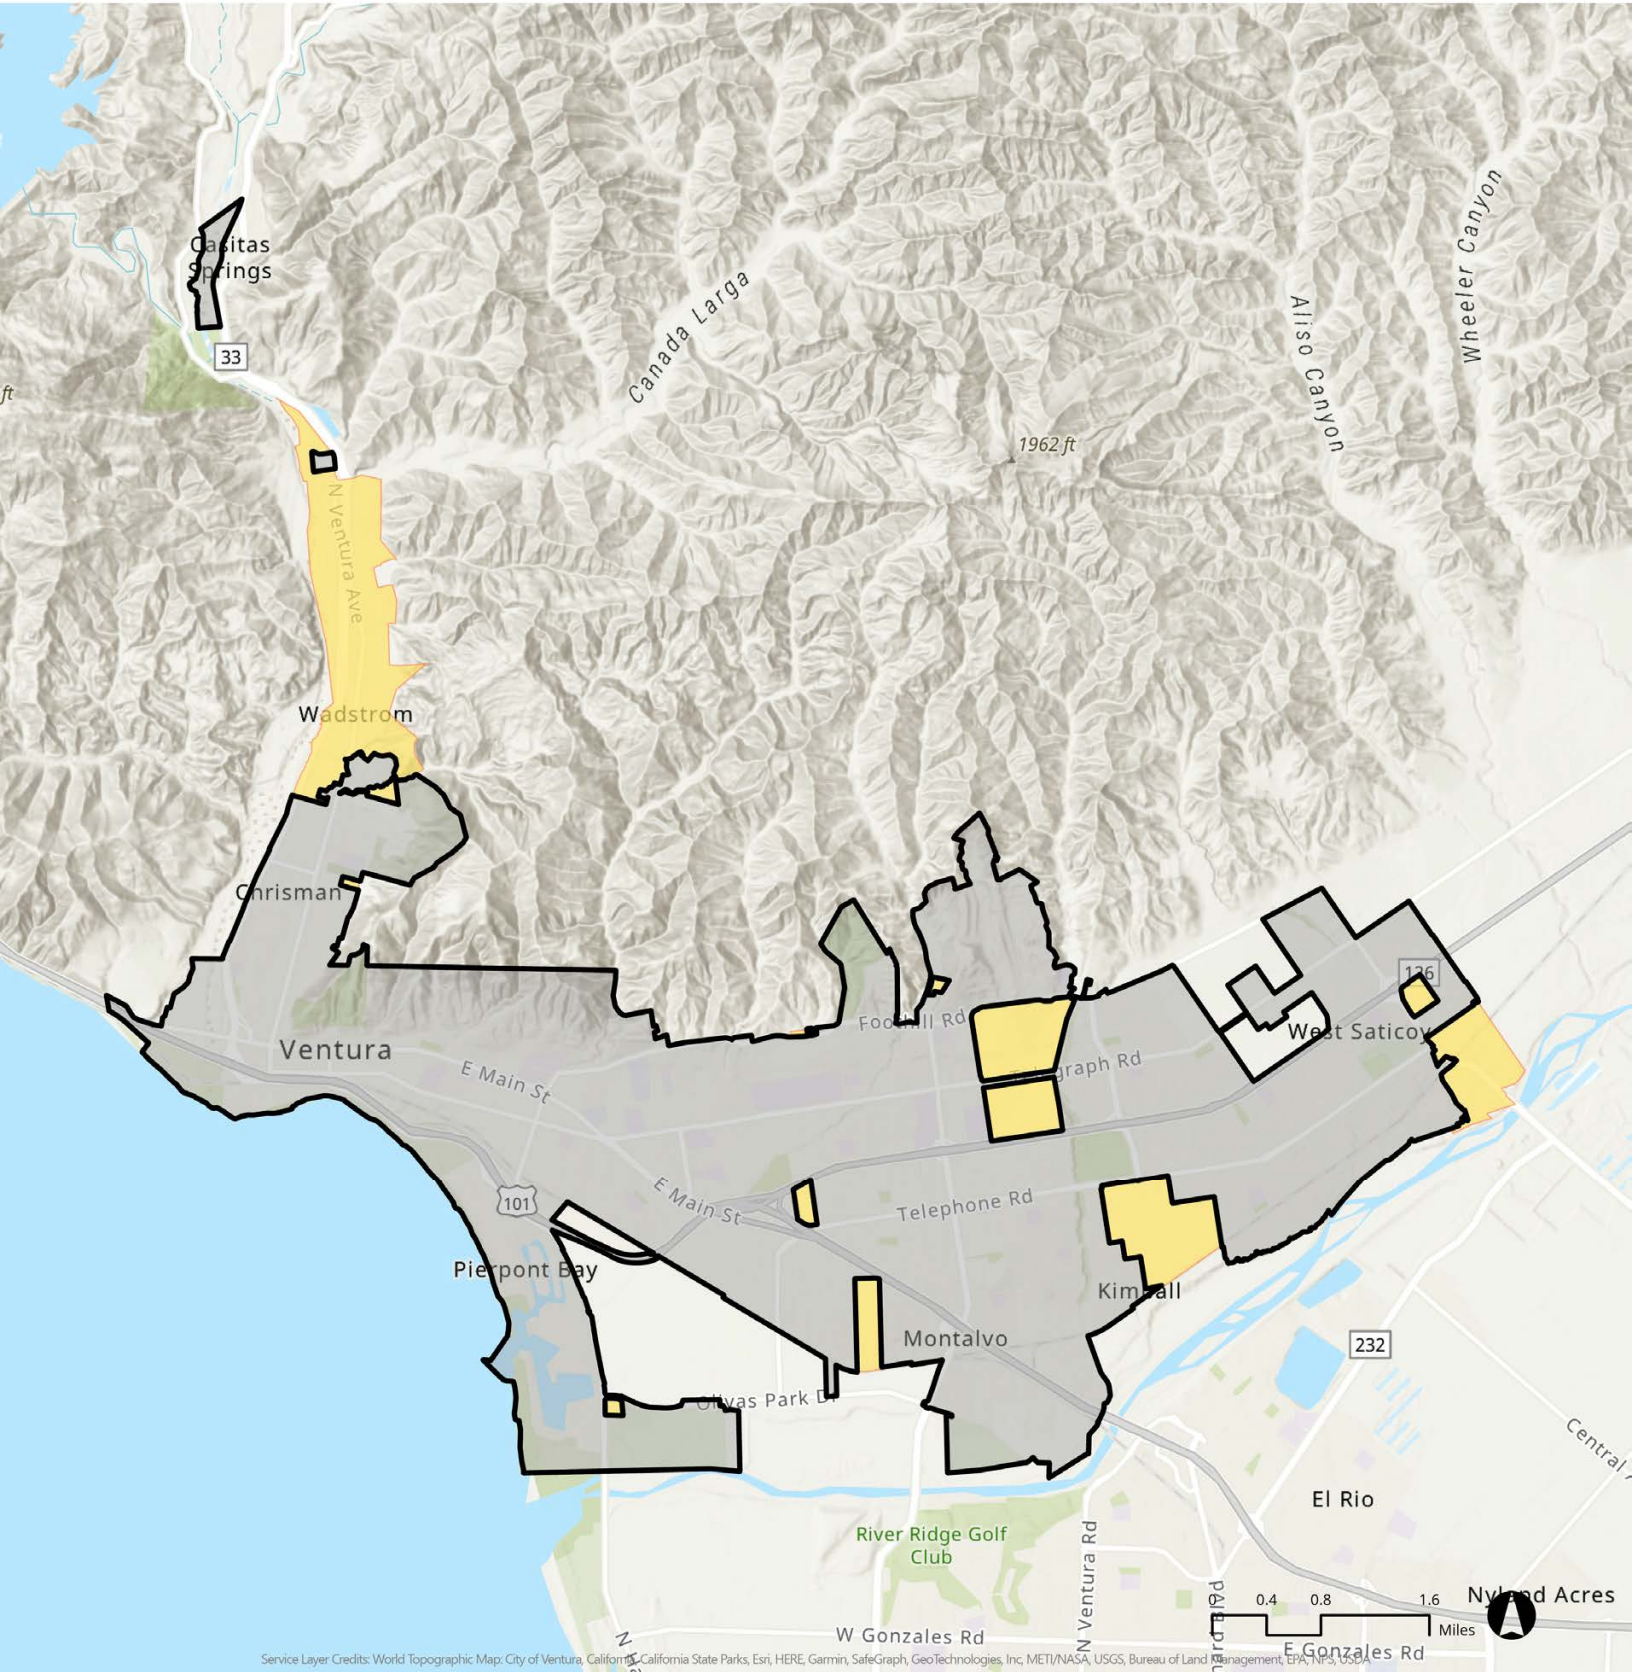 Wheeler Canyon
Casitas
Springs
Canada Larga
Aliso Canyon
33
ft
1962 ft
N Ventura Ave
Wadstrom
Chrisman
126
Foothill Rd
West Saticoy
Ventura
E Main St
Telegraph Rd
E Main St
101
Telephone Rd
Pierpont Bay
Kimball
Montalvo
232
Olivas Park Dr
Central
El Rio
River Ridge Golf
Club
N Ventura Rd
Nyland Acres
0 0.4 0.8 1.6
Miles
W Gonzales Rd
E Gonzales Rd
Service Layer Credits: World Topographic Map: City of Ventura, California, California State Parks, Esri, HERE, Garmin, SafeGraph, GeoTechnologies, Inc, METI/NASA, USGS, Bureau of Land Management, EPA, NPS, USDA